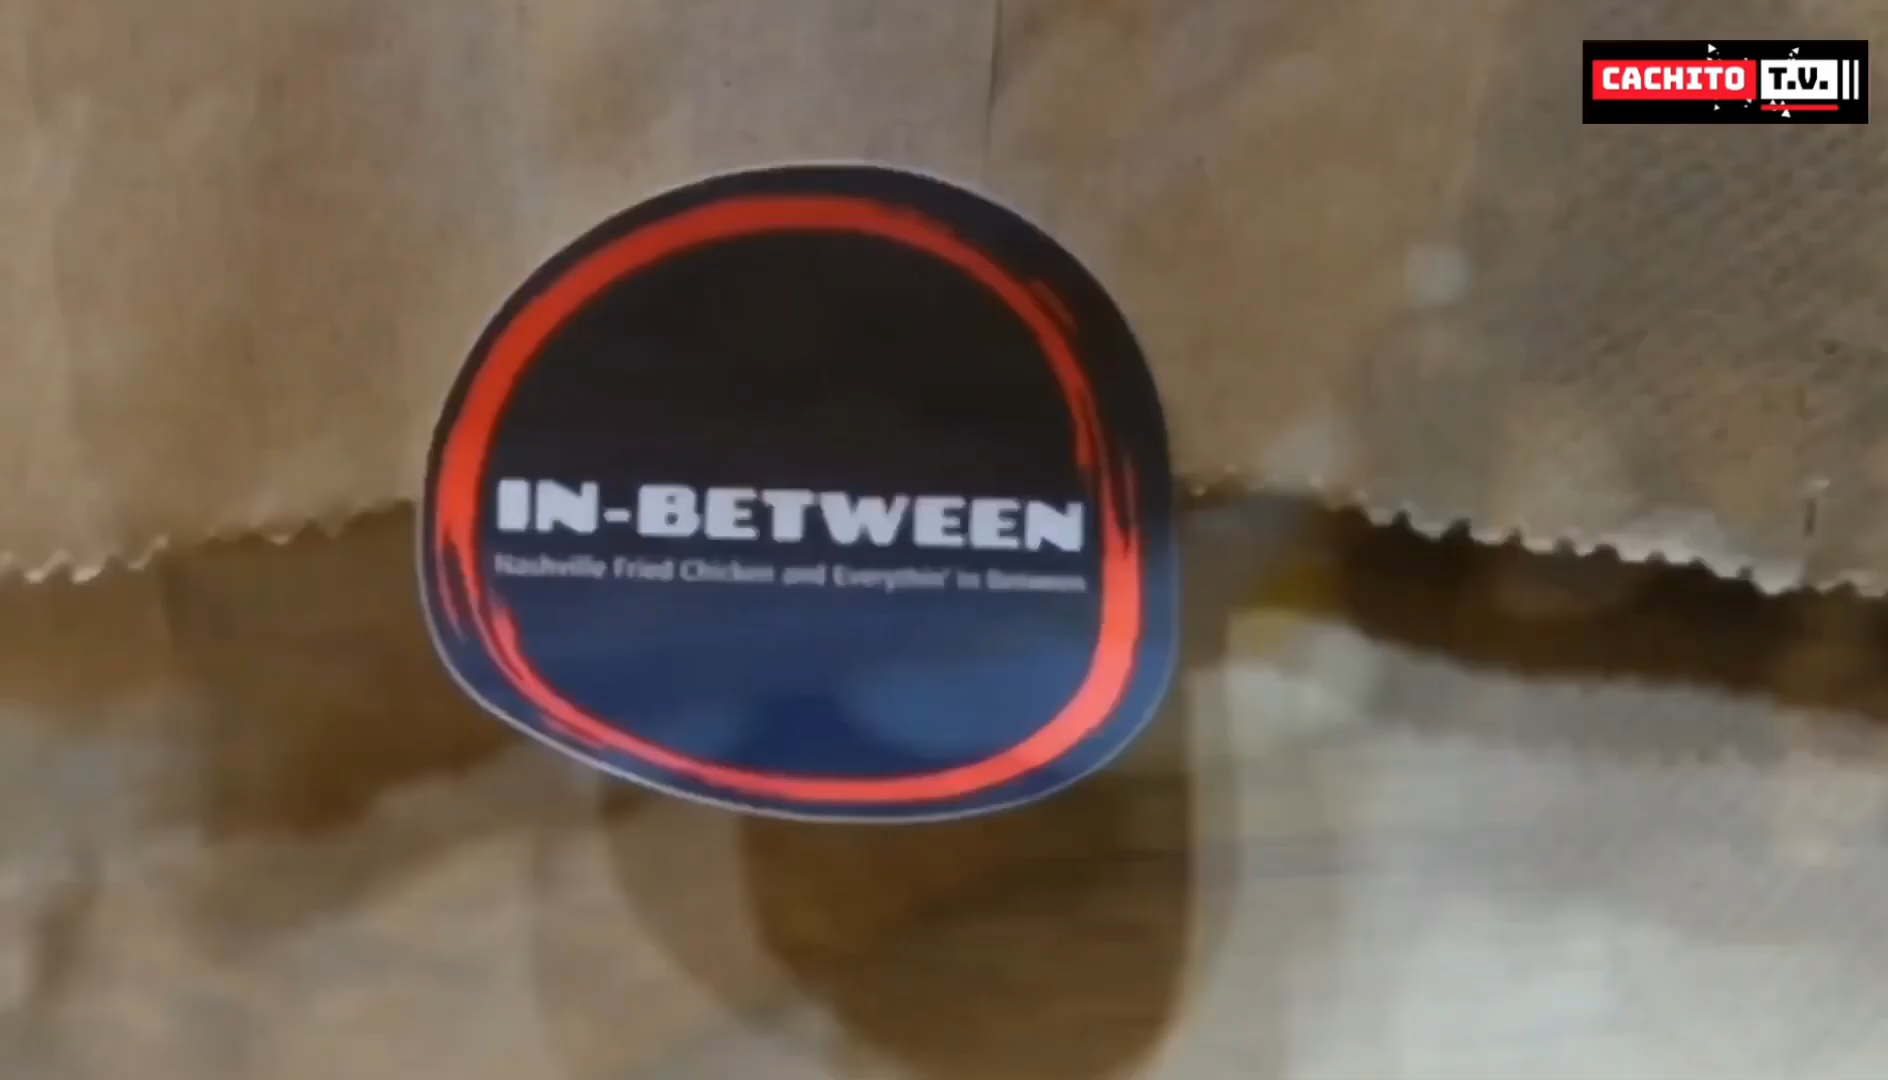 CACHITO T.V.
IN-BETWEEN
Nashville Fried Chicken and Everythin' in Between